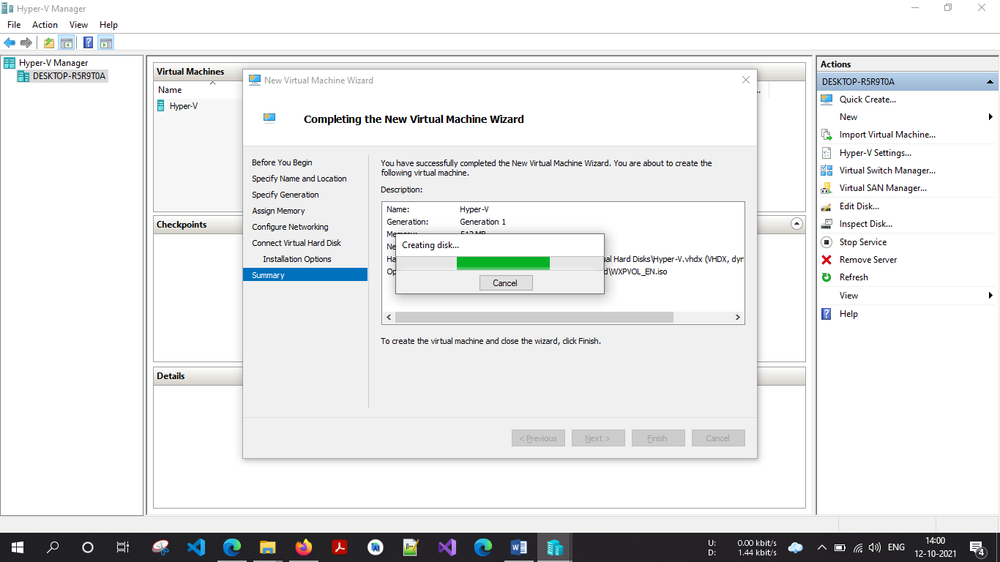 Hyper-V Manager
File Action View Help
Hyper-V Manager
DESKTOP-R5R9T0A
Virtual Machines
Name
Hyper-V
Checkpoints
Details
New Virtual Machine Wizard
Completing the New Virtual Machine Wizard
Before You Begin
Specify Name and Location
Specify Generation
Assign Memory
Configure Networking
Connect Virtual Hard Disk
Installation Options
Summary
You have successfully completed the New Virtual Machine Wizard. You are about to create the
following virtual machine.
Description:
Name: Hyper-V
Generation: Generation 1
Memory: 512 MB
Ne
Ha al Hard Disks\Hyper-V.vhdx (VHDX, dyn
Op d\WXPVOL_EN.iso
Creating disk...
Cancel
To create the virtual machine and close the wizard, click Finish.
< Previous Next > Finish Cancel
Actions
DESKTOP-R5R9T0A
Quick Create...
New
Import Virtual Machine...
Hyper-V Settings...
Virtual Switch Manager...
Virtual SAN Manager...
Edit Disk...
Inspect Disk...
Stop Service
Remove Server
Refresh
View
Help
U: 0.00 kbit/s
D: 1.44 kbit/s
ENG
14:00
12-10-2021
4